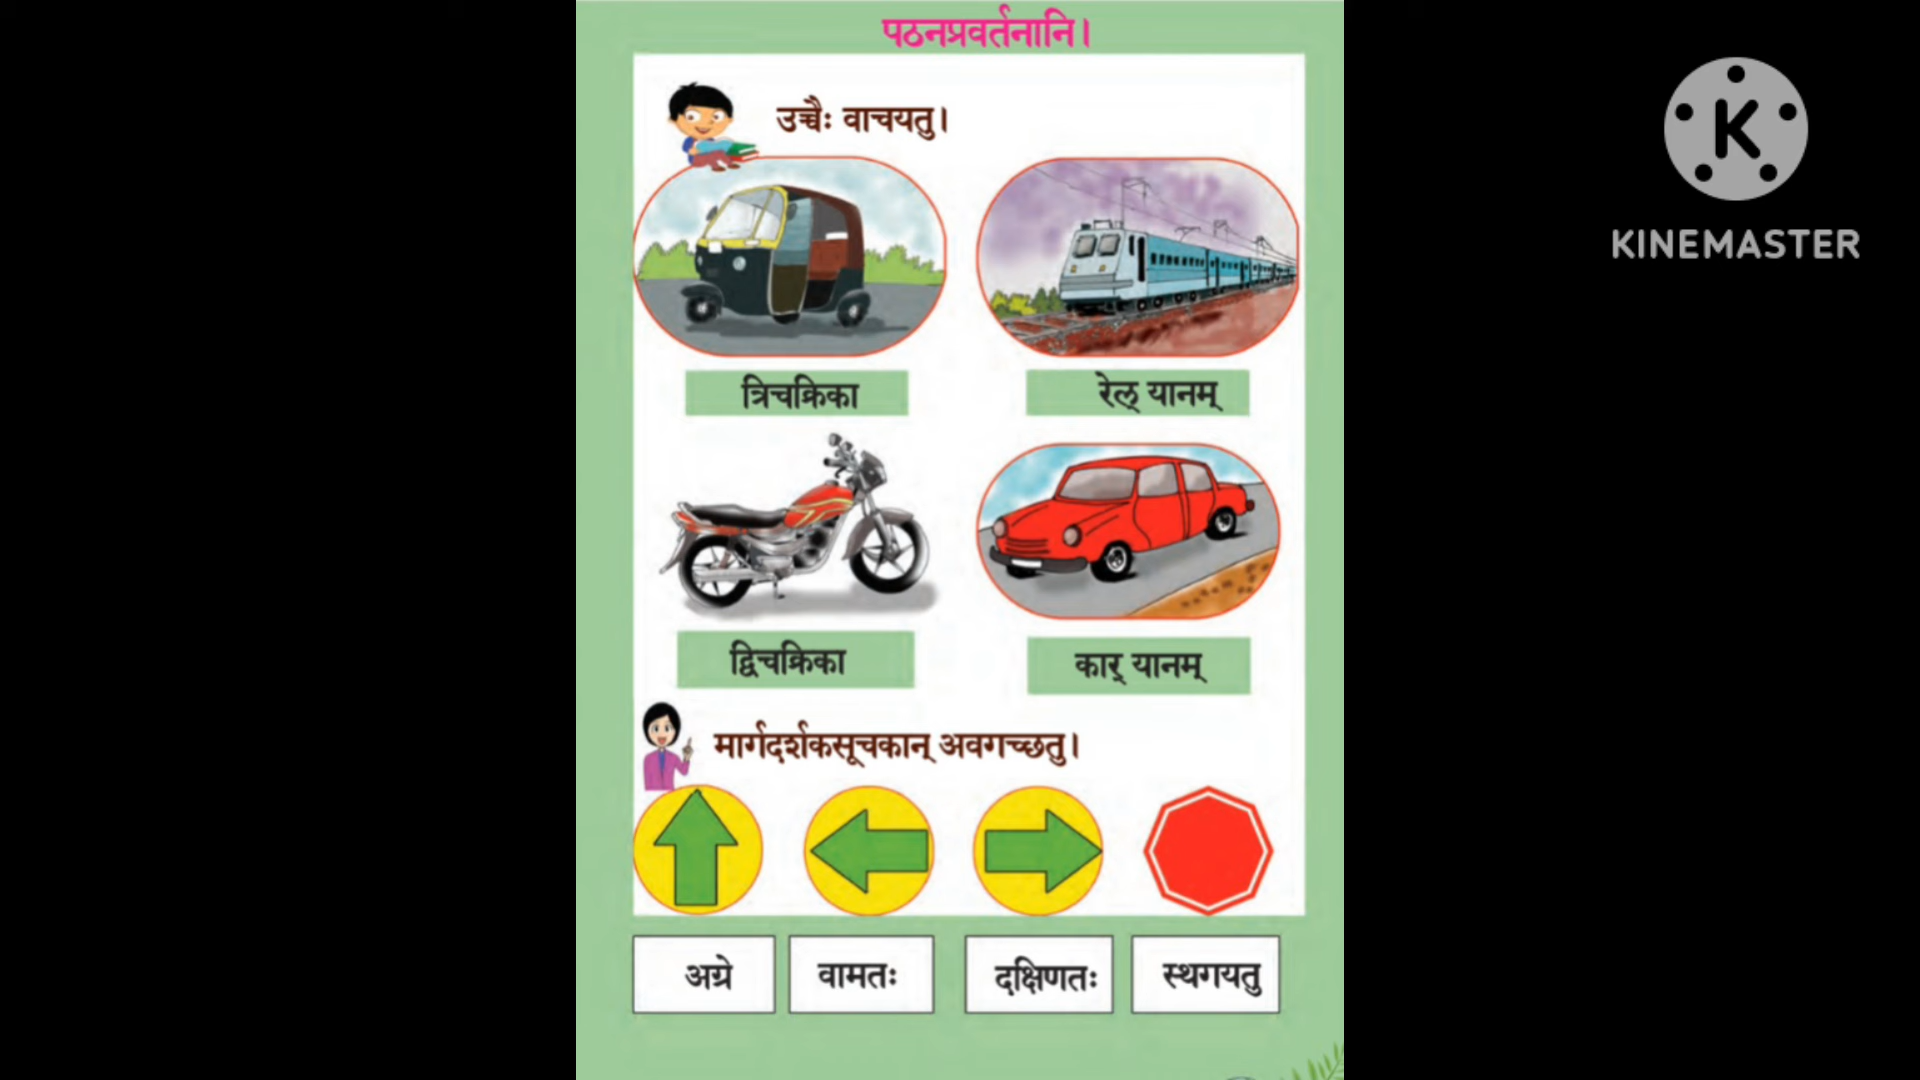 पठनप्रवर्तनानि।
उच्चैः वाचयतु।
त्रिचक्रिका
रेल् यानम्
द्विचक्रिका
कार् यानम्
मार्गदर्शकसूचकान् अवगच्छतु।
अग्रे
वामतः
दक्षिणतः
स्थगयतु
K
KINEMASTER